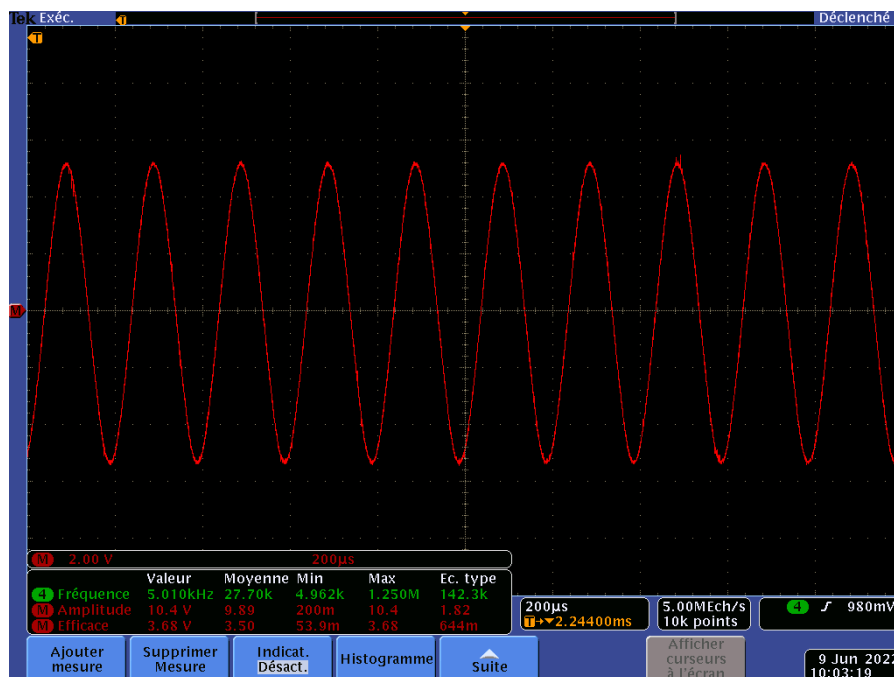 Tek Exéc. T Déclenché
T
M
M 2.00 V 200µs
Valeur Moyenne Min Max Ec. type
4 Fréquence 5.010kHz 27.70k 4.962k 1.250M 142.3k
M Amplitude 10.4 V 9.89 200m 10.4 1.82
M Efficace 3.68 V 3.50 53.9m 3.68 644m
200µs
T→▼2.24400ms
5.00MEch/s
10k points
4 980mV
Ajouter
mesure
Supprimer
Mesure
Indicat.
Désact.
Histogramme
Suite
Afficher
curseurs
à l'écran
9 Jun 2022
10:03:19